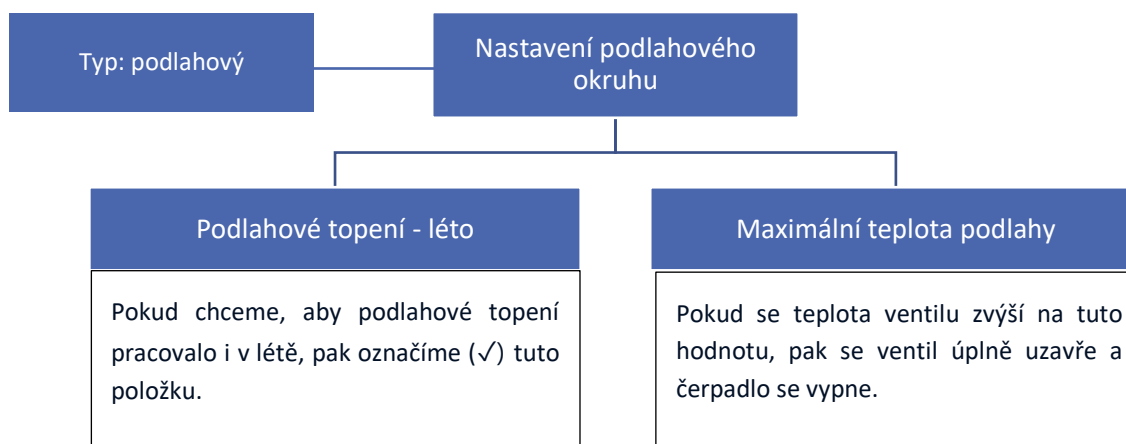 Typ: podlahový
Nastavení podlahového
okruhu
Podlahové topení - léto
Pokud chceme, aby podlahové topení
pracovalo i v létě, pak označíme (√) tuto
položku.
Maximální teplota podlahy
Pokud se teplota ventilu zvýší na tuto
hodnotu, pak se ventil úplně uzavře a
čerpadlo se vypne.